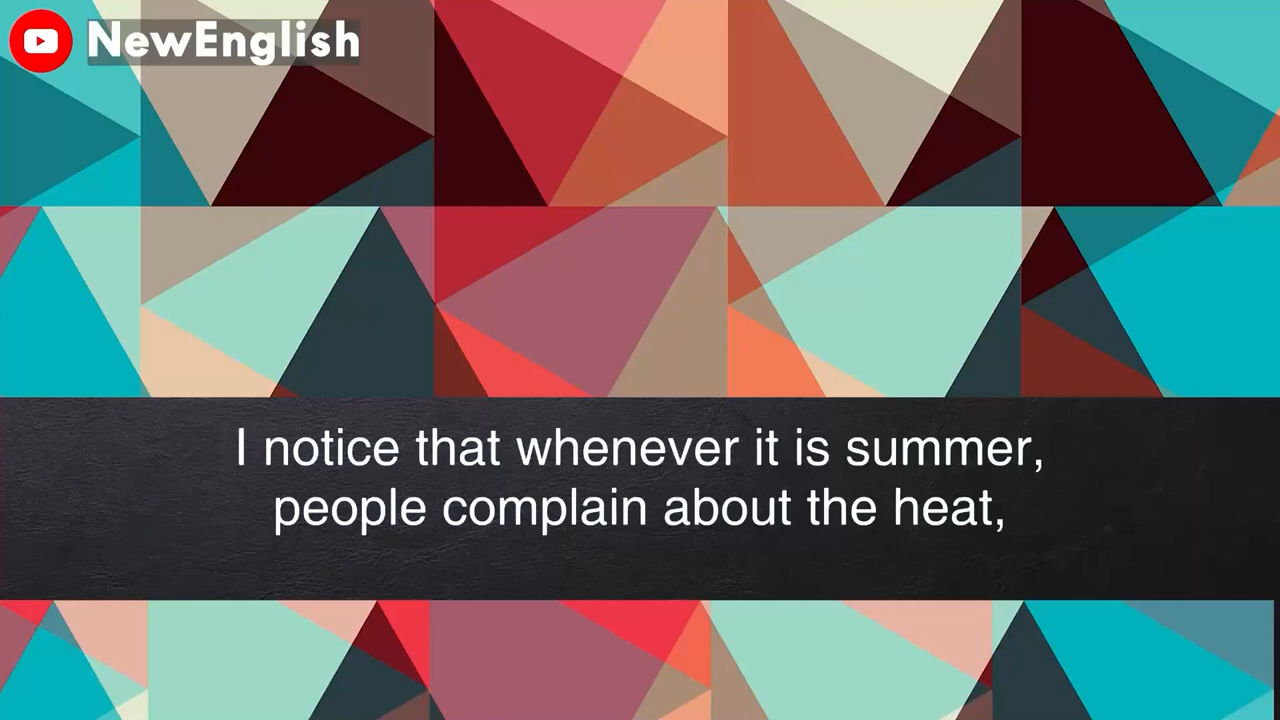 NewEnglish
I notice that whenever it is summer,
people complain about the heat,